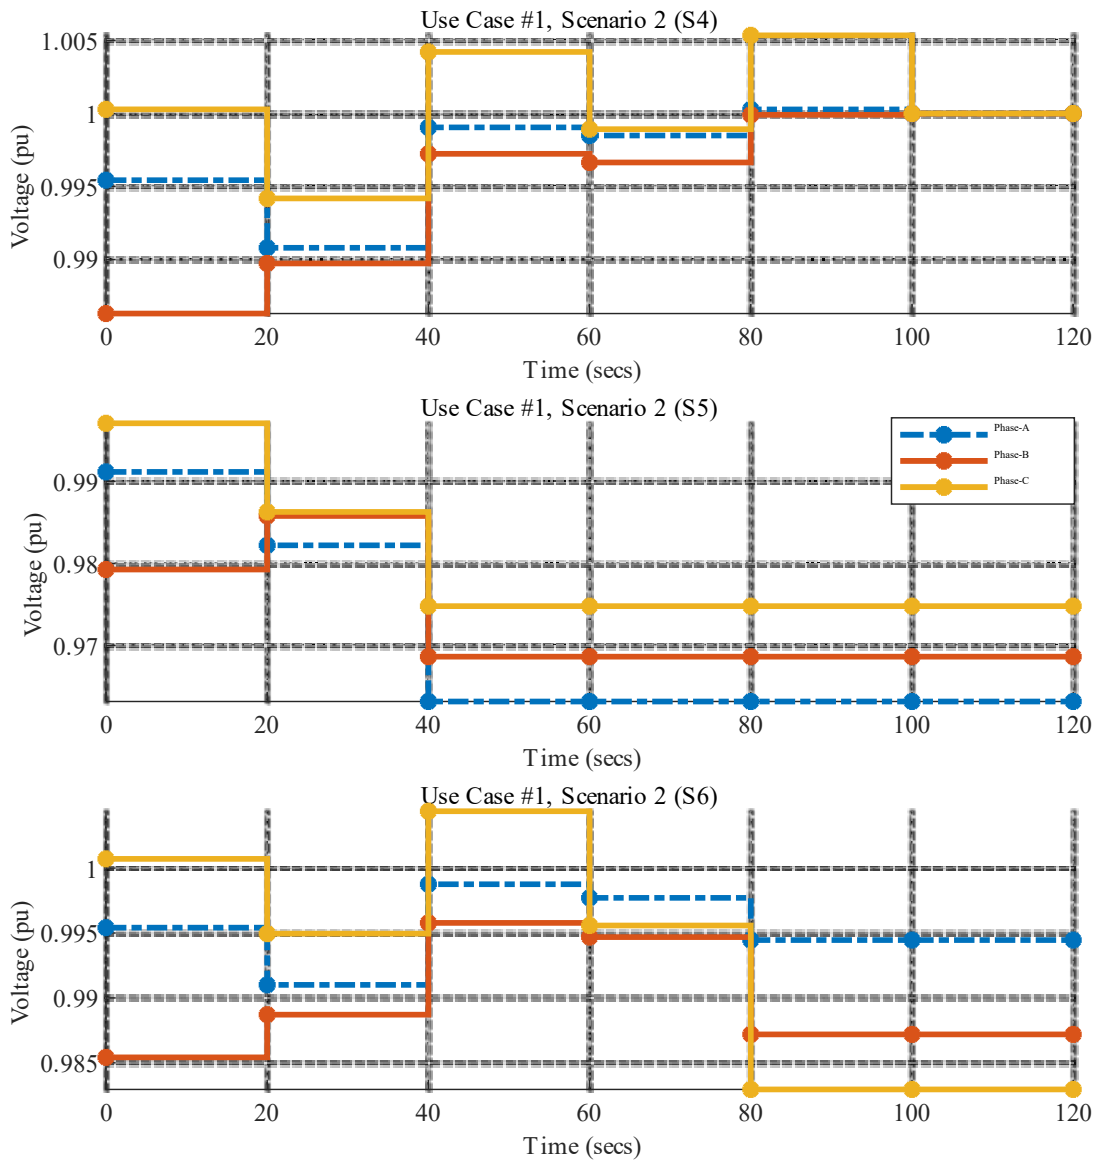 Use Case #1, Scenario 2 (S4)
1.005
1
0.995
0.99
Voltage (pu)
0 20 40 60 80 100 120
Time (secs)
Use Case #1, Scenario 2 (S5)
Phase-A
Phase-B
Phase-C
0.99
0.98
0.97
Voltage (pu)
0 20 40 60 80 100 120
Time (secs)
Use Case #1, Scenario 2 (S6)
1
0.995
0.99
0.985
Voltage (pu)
0 20 40 60 80 100 120
Time (secs)